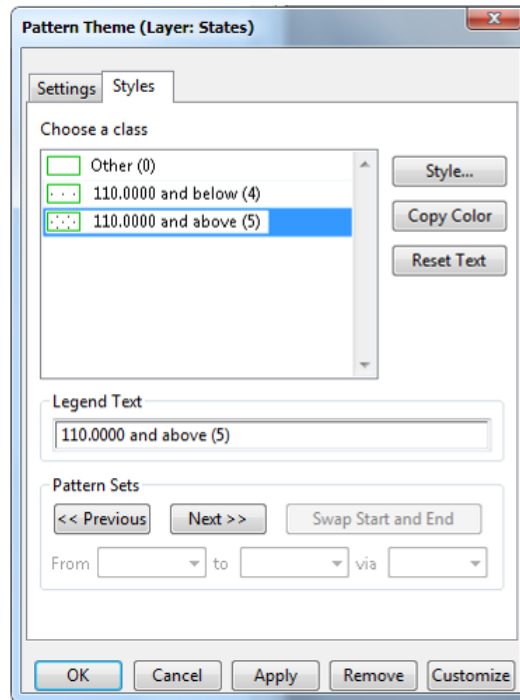 Pattern Theme (Layer: States)
Settings Styles
Choose a class
Other (0)
110.0000 and below (4)
110.0000 and above (5)
Style...
Copy Color
Reset Text
Legend Text
110.0000 and above (5)
Pattern Sets
<< Previous Next >> Swap Start and End
From to via
OK Cancel Apply Remove Customize